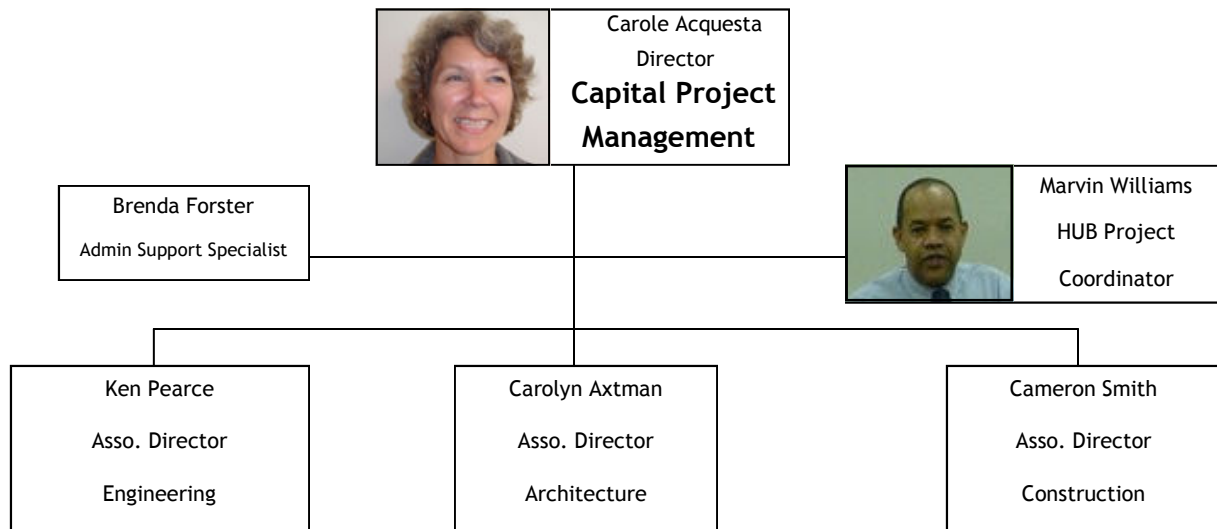 Carole Acquesta
Director
Capital Project
Management
Brenda Forster
Admin Support Specialist
Marvin Williams
HUB Project
Coordinator
Ken Pearce
Asso. Director
Engineering
Carolyn Axtman
Asso. Director
Architecture
Cameron Smith
Asso. Director
Construction